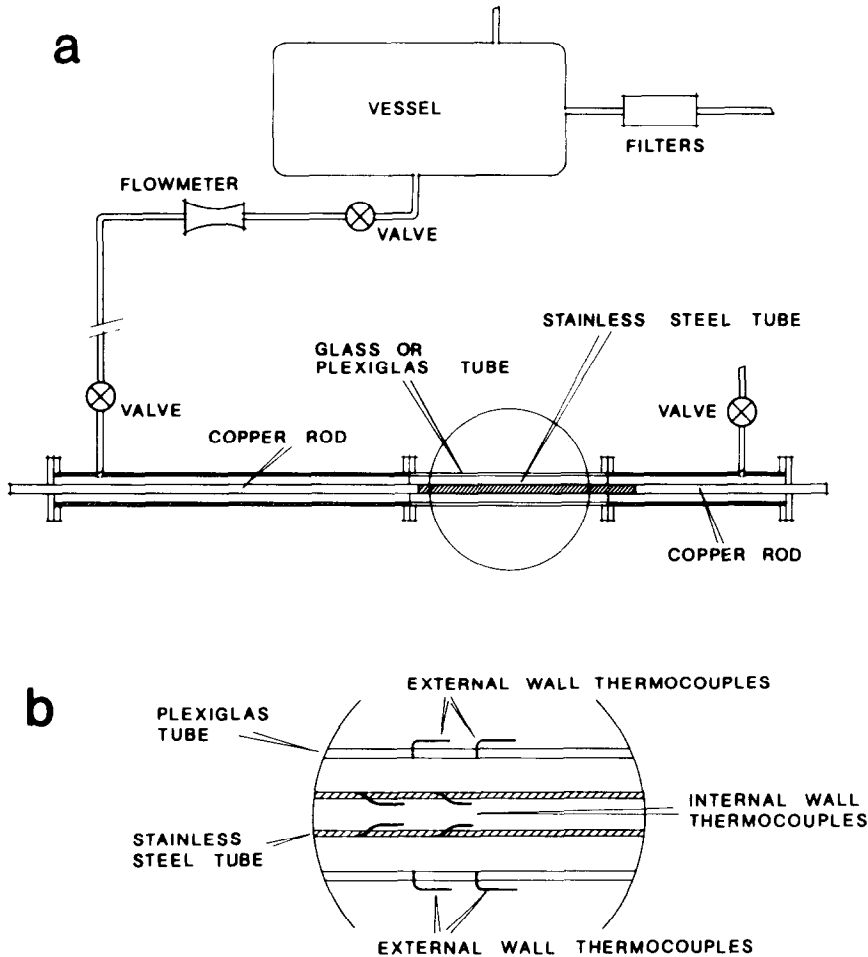 a
VESSEL
FILTERS
FLOWMETER
VALVE
STAINLESS STEEL TUBE
GLASS OR
PLEXIGLAS TUBE
VALVE
VALVE
COPPER ROD
COPPER ROD
b
EXTERNAL WALL THERMOCOUPLES
PLEXIGLAS
TUBE
INTERNAL WALL
THERMOCOUPLES
STAINLESS
STEEL TUBE
EXTERNAL WALL THERMOCOUPLES